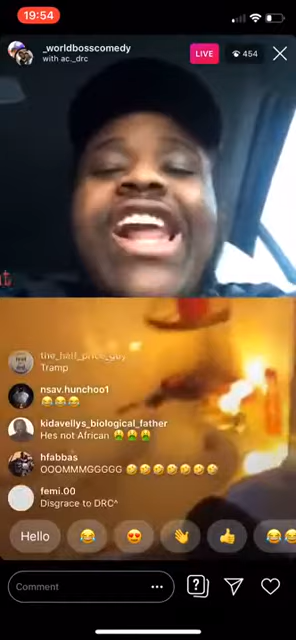 19:54
_worldbosscomedy
with ac._drc
LIVE
454
the_half_price_guy
Tramp
nsav.hunchoo1
😂😂😂
kidavellys_biological_father
Hes not African 🤮🤮🤮
hfabbas
OOOMMMGGGGG 🤣🤣🤣🤣🤣🤣🤣
femi.00
Disgrace to DRC^
Hello
Comment